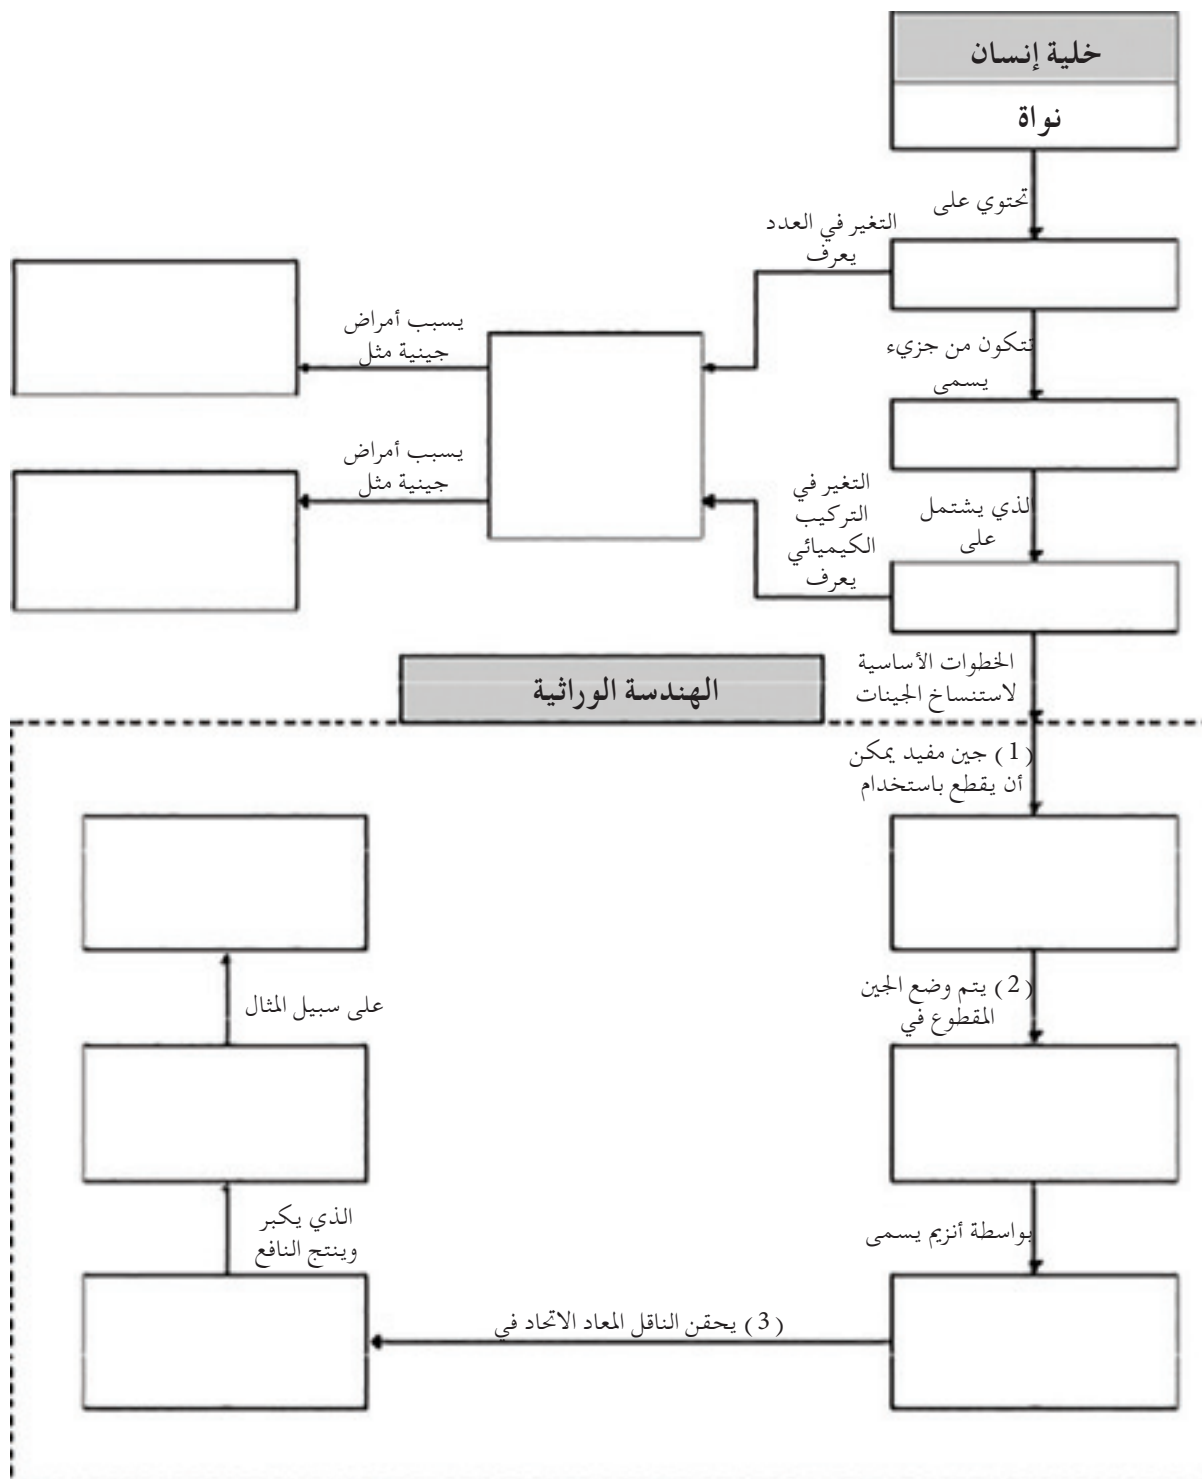 خلية إنسان
نواة
تحتوي على
التغير في العدد
يعرف
يسبب أمراض
جينية مثل
تتكون من جزيء
يسمى
يسبب أمراض
جينية مثل
التغير في
التركيب
الكيميائي
يعرف
الذي يشتمل
على
الخطوات الأساسية
لاستنساخ الجينات
الهندسة الوراثية
(1) جين مفيد يمكن
أن يقطع باستخدام
(2) يتم وضع الجين
المقطوع في
على سبيل المثال
بواسطة أنزيم يسمى
الذي يكبر
وينتج النافع
(3) يحقن الناقل المعاد الاتحاد في